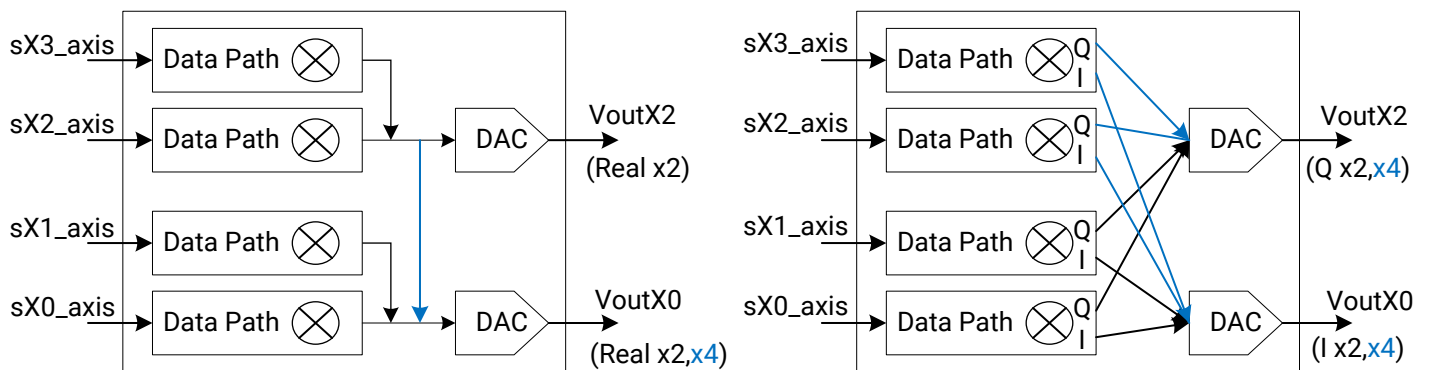 sX3_axis
Data Path
sX2_axis
Data Path
DAC
VoutX2
(Real x2)
sX1_axis
Data Path
sX0_axis
Data Path
DAC
VoutX0
(Real x2,x4)
sX3_axis
Data Path
Q
I
sX2_axis
Data Path
Q
I
DAC
VoutX2
(Q x2,x4)
sX1_axis
Data Path
Q
I
sX0_axis
Data Path
Q
I
DAC
VoutX0
(I x2,x4)